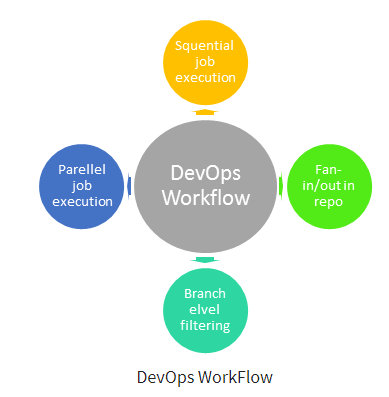 Squential
job
execution
Parellel
job
execution
DevOps
Workflow
Fan-
in/out in
repo
Branch
elvel
filtering
DevOps WorkFlow